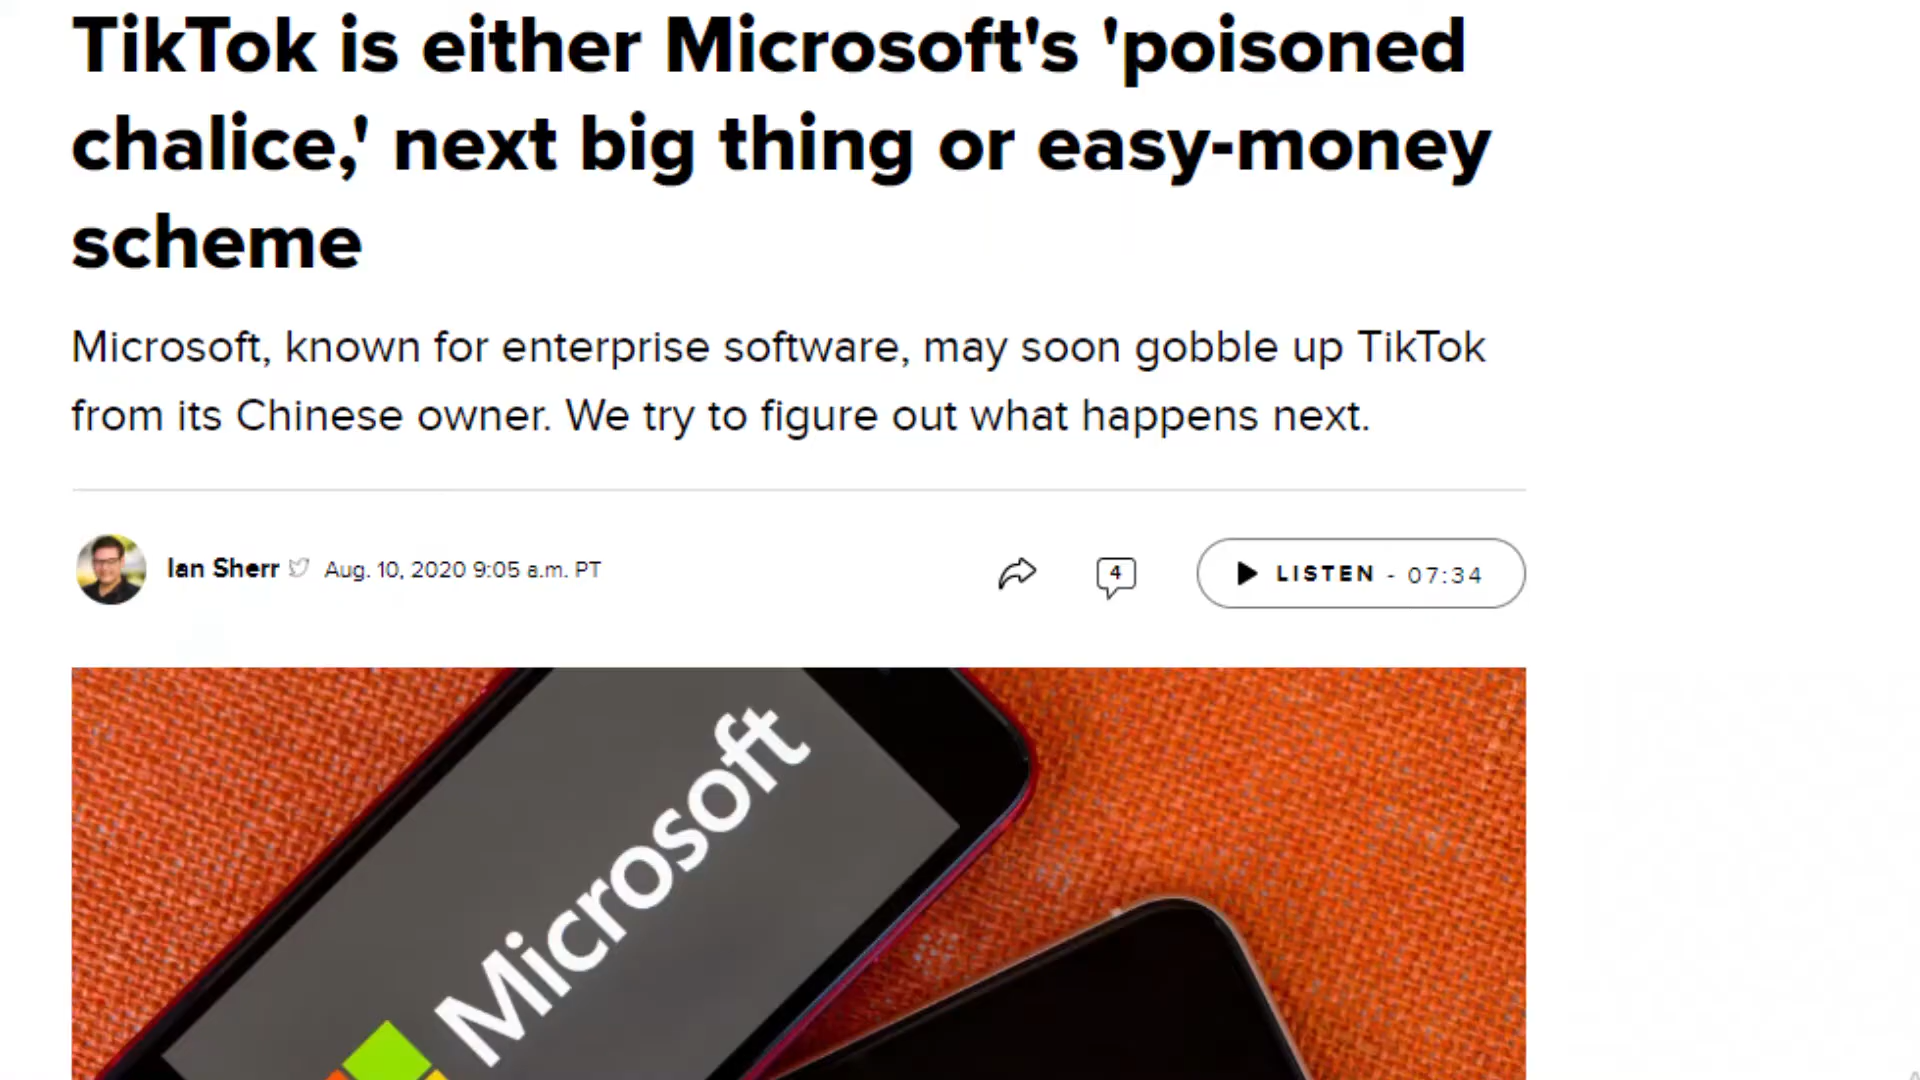 TikTok is either Microsoft's 'poisoned
chalice,' next big thing or easy-money
scheme
Microsoft, known for enterprise software, may soon gobble up TikTok
from its Chinese owner. We try to figure out what happens next.
Ian Sherr Aug. 10, 2020 9:05 a.m. PT
4
LISTEN - 07:34
Microsoft